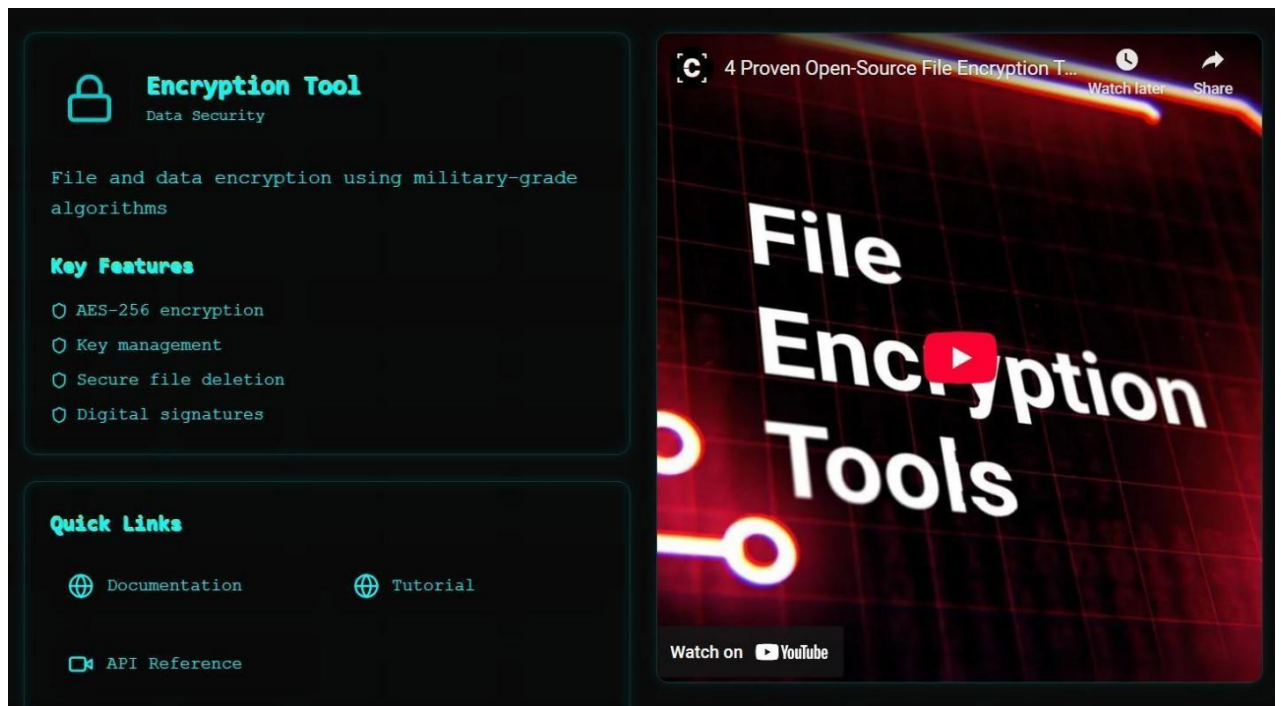 Encryption Tool
Data Security
File and data encryption using military-grade
algorithms
Key Features
AES-256 encryption
Key management
Secure file deletion
Digital signatures
Quick Links
Documentation
Tutorial
API Reference
4 Proven Open-Source File Encryption T...
Watch later
Share
File
Encryption
Tools
Watch on YouTube